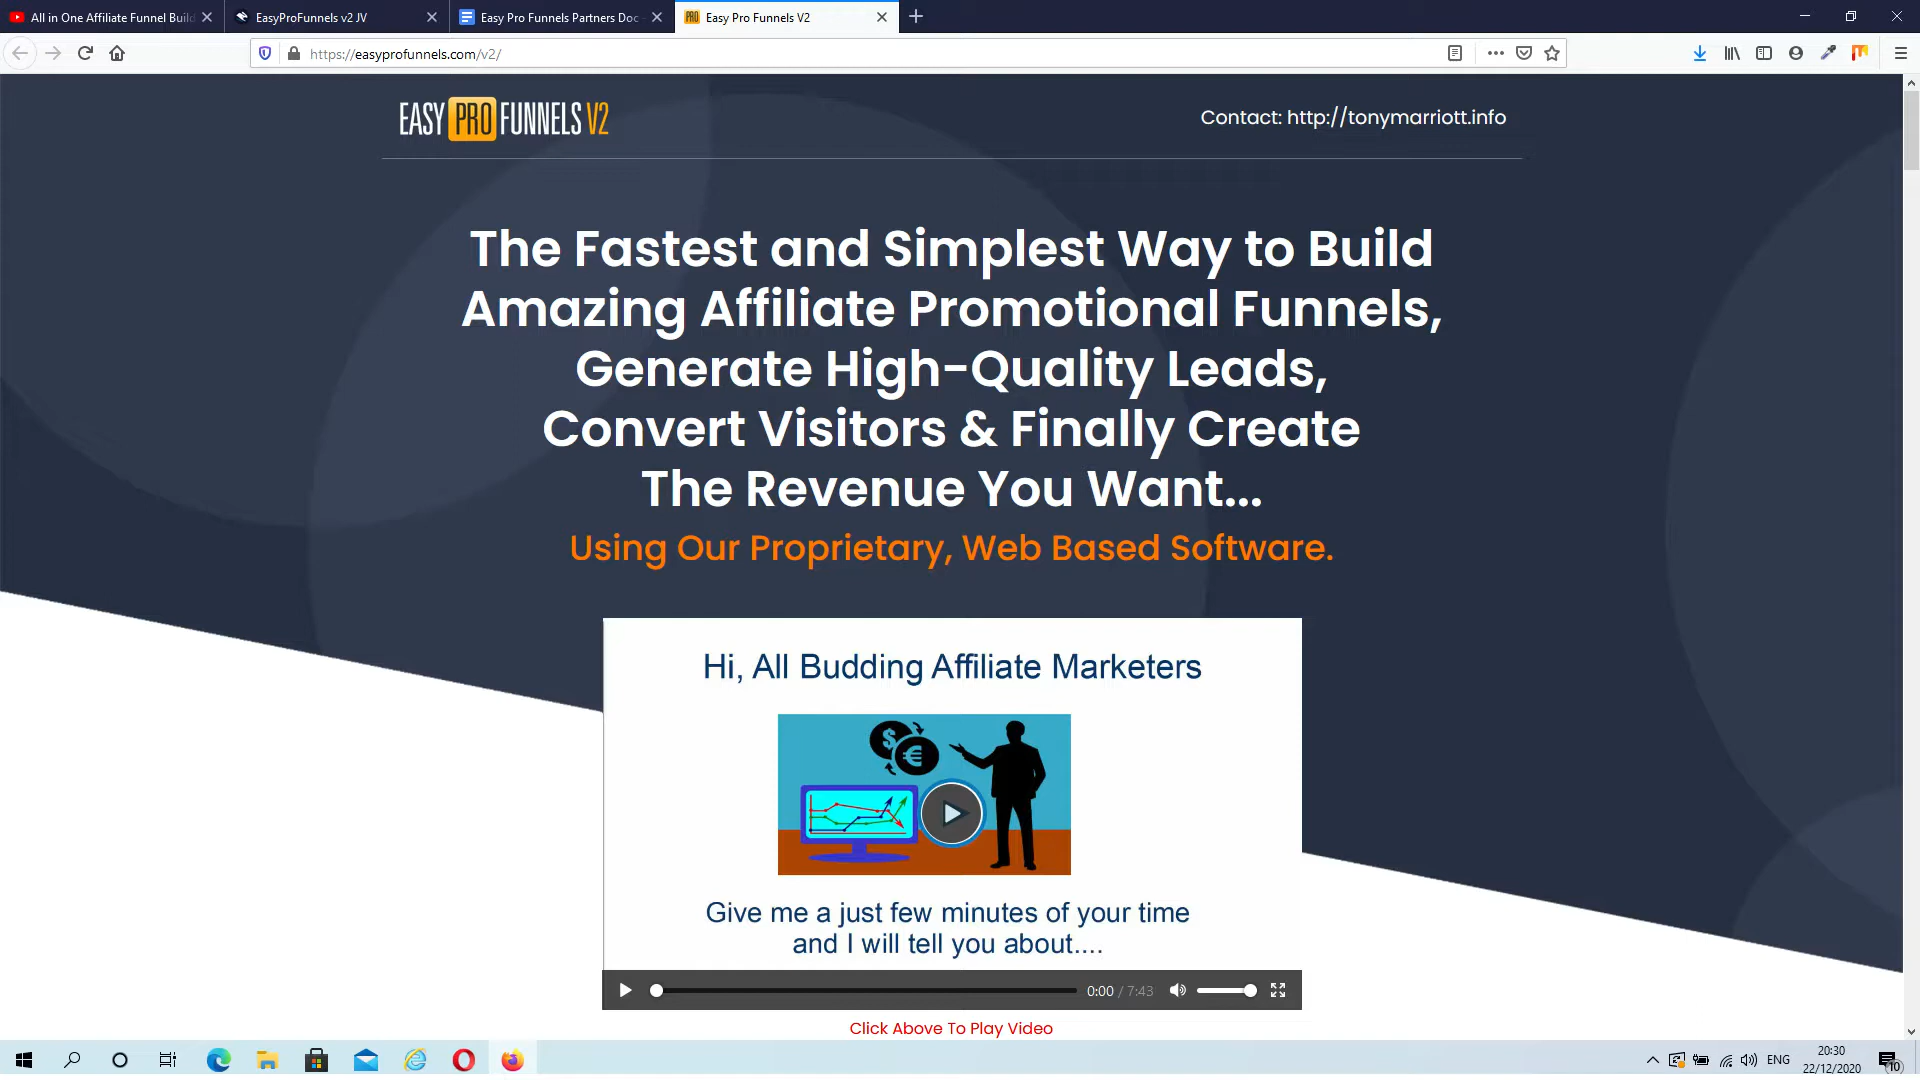 All in One Affiliate Funnel Build
EasyProFunnels v2 JV
Easy Pro Funnels Partners Doc -
Easy Pro Funnels V2
https://easyprofunnels.com/v2/
EASY PRO FUNNELS V2
Contact: http://tonymarriott.info
The Fastest and Simplest Way to Build
Amazing Affiliate Promotional Funnels,
Generate High-Quality Leads,
Convert Visitors & Finally Create
The Revenue You Want...
Using Our Proprietary, Web Based Software.
Hi, All Budding Affiliate Marketers
$
€
Give me a just few minutes of your time
and I will tell you about....
0:00 / 7:43
Click Above To Play Video
ENG
20:30
22/12/2020
10